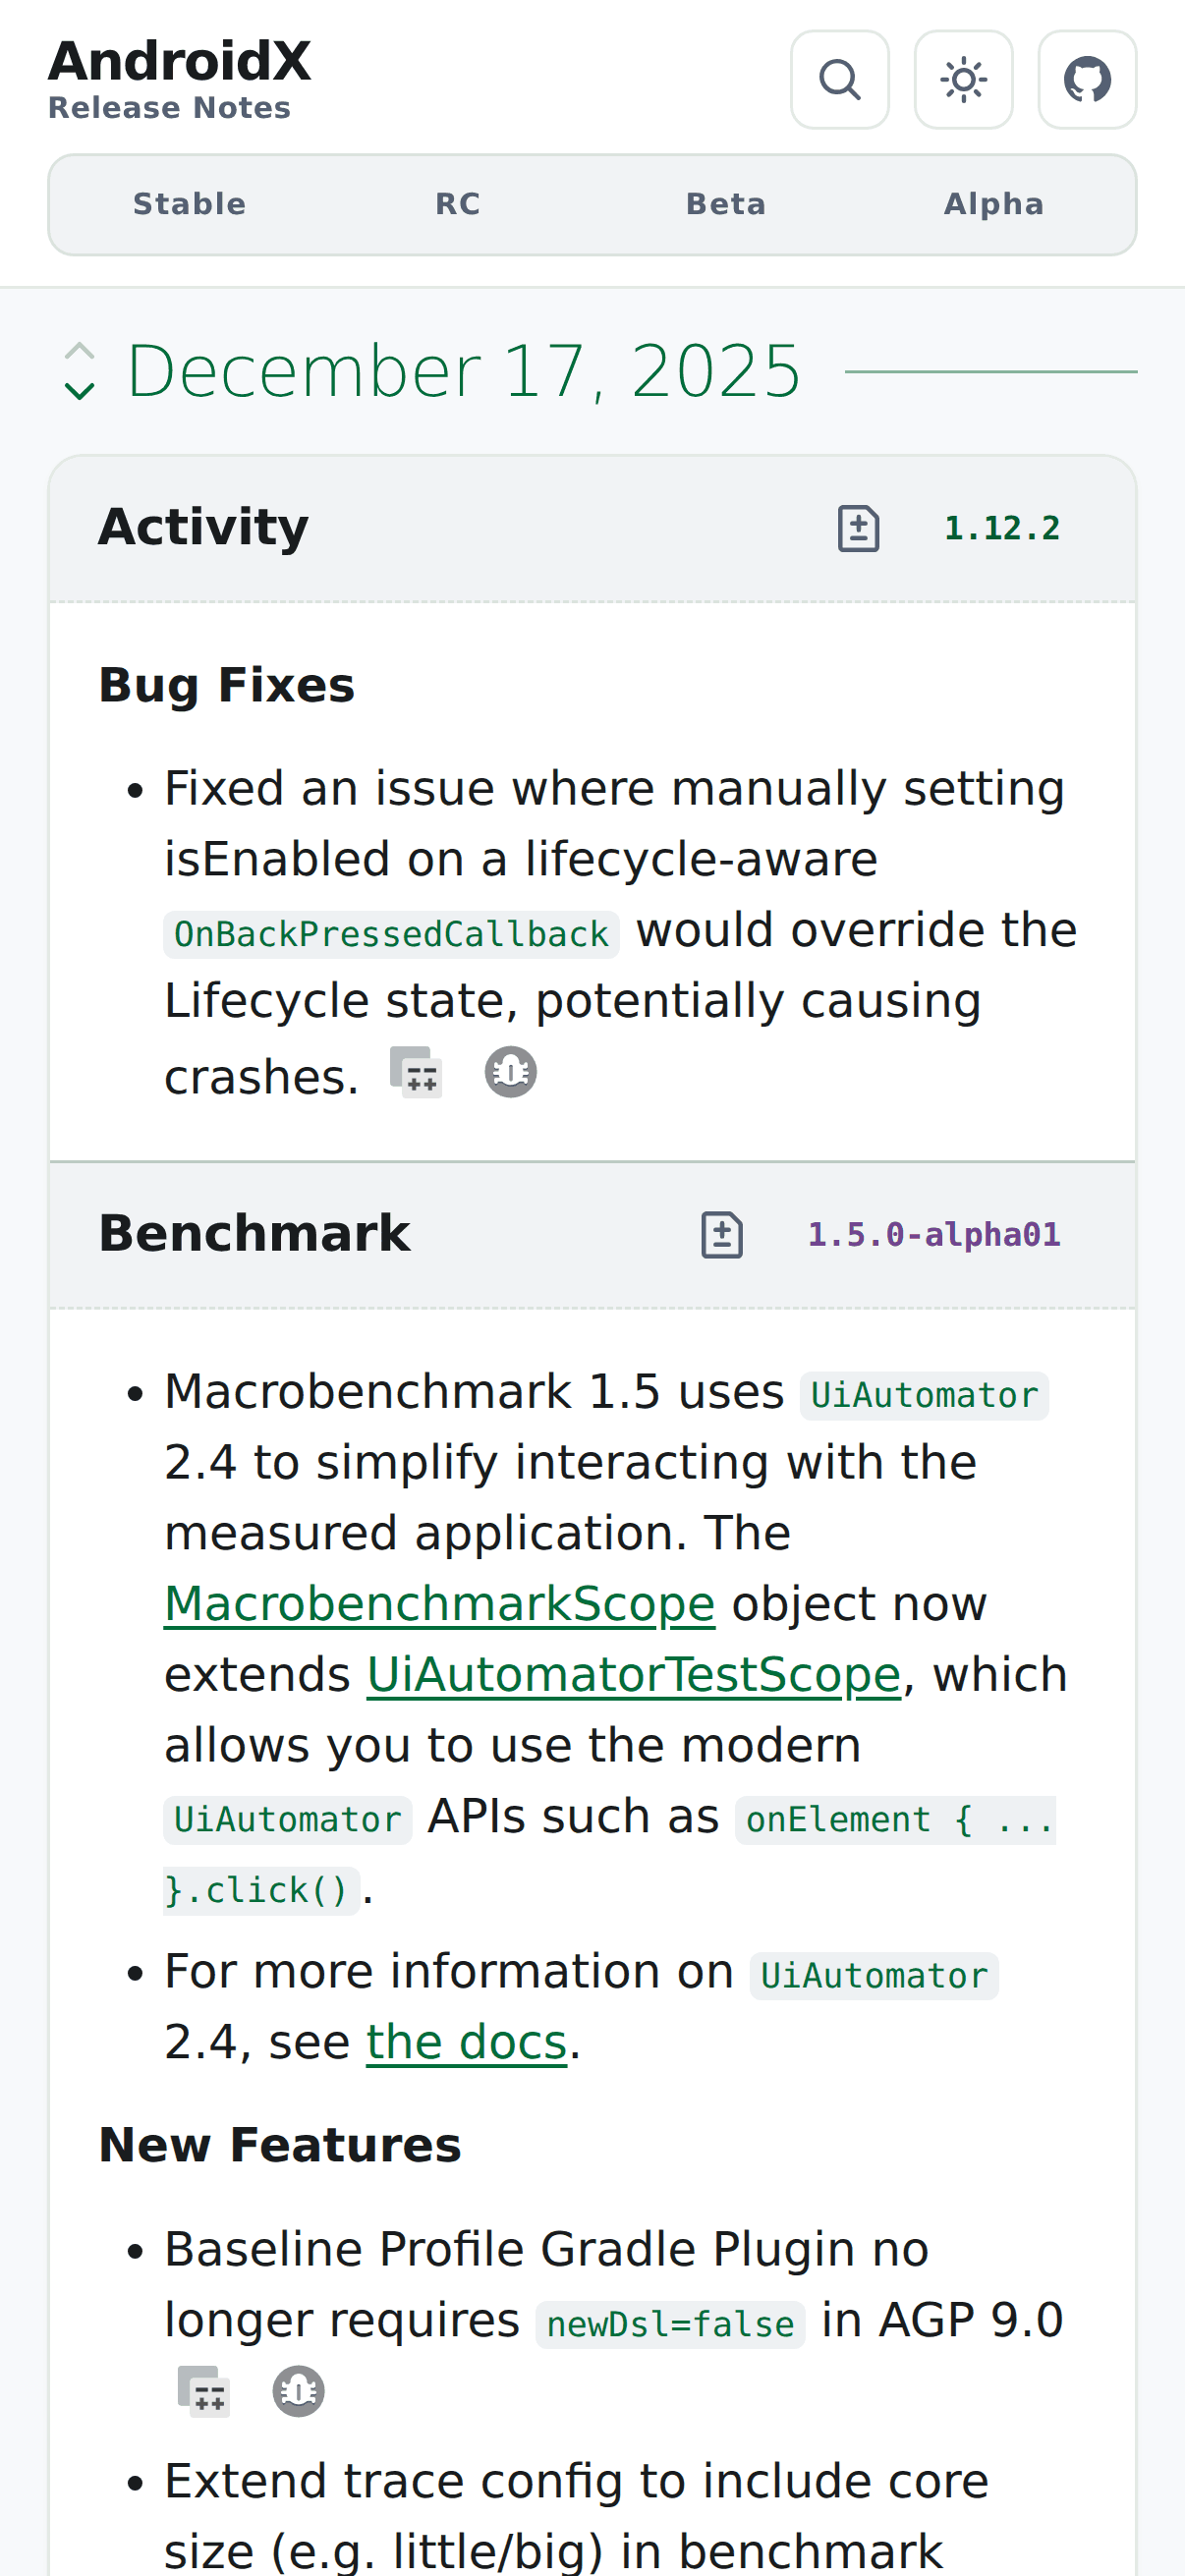 AndroidX
Release Notes
Stable RC Beta Alpha
December 17, 2025
Activity 1.12.2
Bug Fixes
• Fixed an issue where manually setting
isEnabled on a lifecycle-aware
OnBackPressedCallback would override the
Lifecycle state, potentially causing
crashes.
Benchmark 1.5.0-alpha01
• Macrobenchmark 1.5 uses UiAutomator
2.4 to simplify interacting with the
measured application. The
MacrobenchmarkScope object now
extends UiAutomatorTestScope, which
allows you to use the modern
UiAutomator APIs such as onElement { ...
}.click().
• For more information on UiAutomator
2.4, see the docs.
New Features
• Baseline Profile Gradle Plugin no
longer requires newDsl=false in AGP 9.0
• Extend trace config to include core
size (e.g. little/big) in benchmark